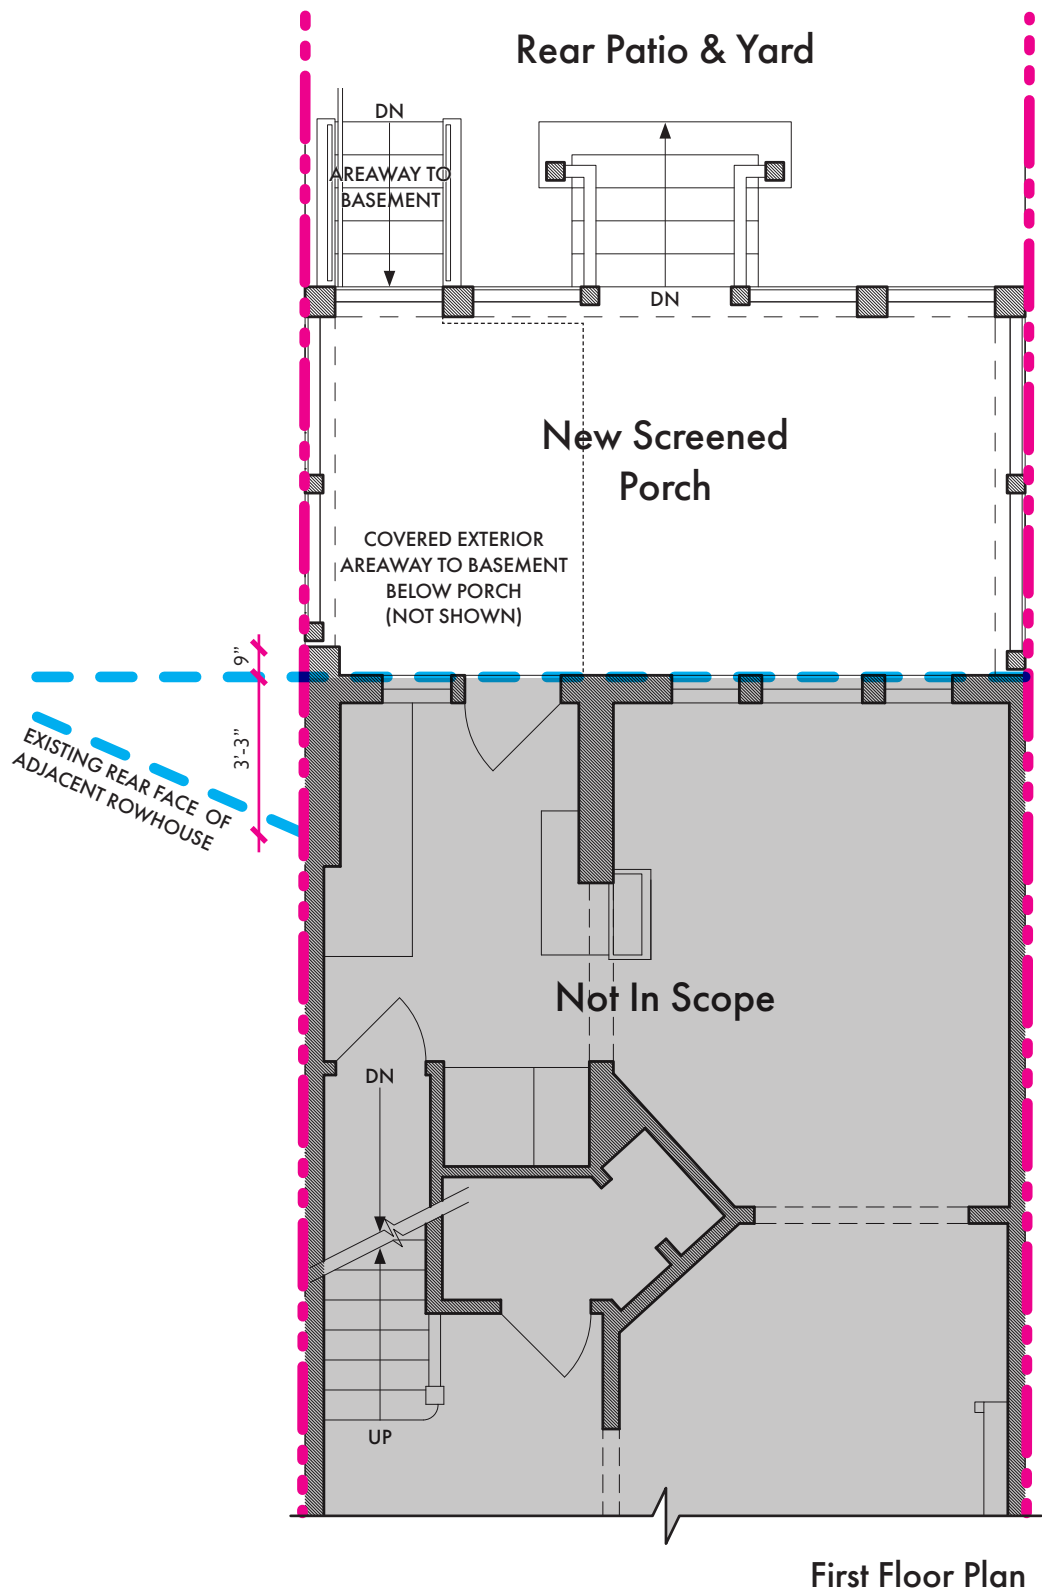 Rear Patio & Yard
DN
AREAWAY TO
BASEMENT
DN
New Screened
Porch
COVERED EXTERIOR
AREAWAY TO BASEMENT
BELOW PORCH
(NOT SHOWN)
9”
3’-3”
EXISTING REAR FACE OF
ADJACENT ROWHOUSE
Not In Scope
DN
UP
First Floor Plan